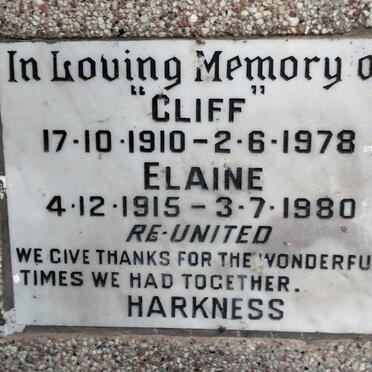 In Loving Memory o
"CLIFF"
17·10·1910-2·6·1978
ELAINE
4·12·1915-3·7·1980
RE-UNITED
WE GIVE THANKS FOR THE WONDERFU
TIMES WE HAD TOGETHER.
HARKNESS